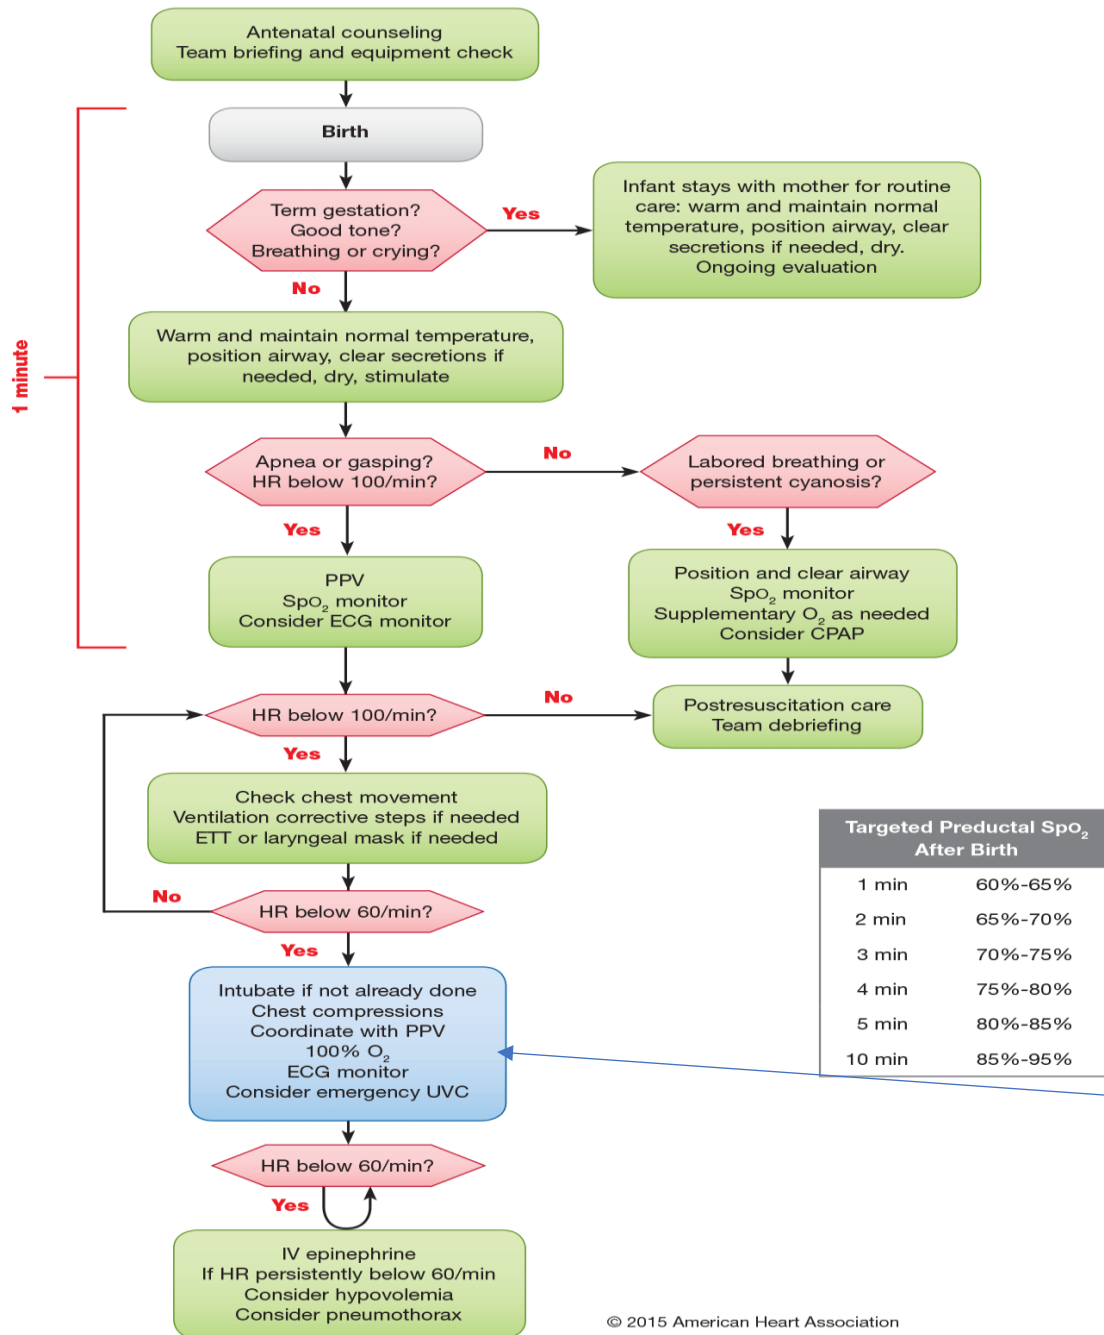 Antenatal counseling
Team briefing and equipment check
Birth
1 minute
Term gestation?
Good tone?
Breathing or crying?
Yes
Infant stays with mother for routine
care: warm and maintain normal
temperature, position airway, clear
secretions if needed, dry.
Ongoing evaluation
No
Warm and maintain normal temperature,
position airway, clear secretions if
needed, dry, stimulate
Apnea or gasping?
HR below 100/min?
No
Labored breathing or
persistent cyanosis?
Yes
Yes
PPV
SpO₂ monitor
Consider ECG monitor
Position and clear airway
SpO₂ monitor
Supplementary O₂ as needed
Consider CPAP
HR below 100/min?
No
Postresuscitation care
Team debriefing
Yes
Check chest movement
Ventilation corrective steps if needed
ETT or laryngeal mask if needed
No
HR below 60/min?
Yes
Intubate if not already done
Chest compressions
Coordinate with PPV
100% O₂
ECG monitor
Consider emergency UVC
HR below 60/min?
Yes
IV epinephrine
If HR persistently below 60/min
Consider hypovolemia
Consider pneumothorax
Targeted Preductal SpO₂
After Birth
1 min 60%-65%
2 min 65%-70%
3 min 70%-75%
4 min 75%-80%
5 min 80%-85%
10 min 85%-95%
© 2015 American Heart Association